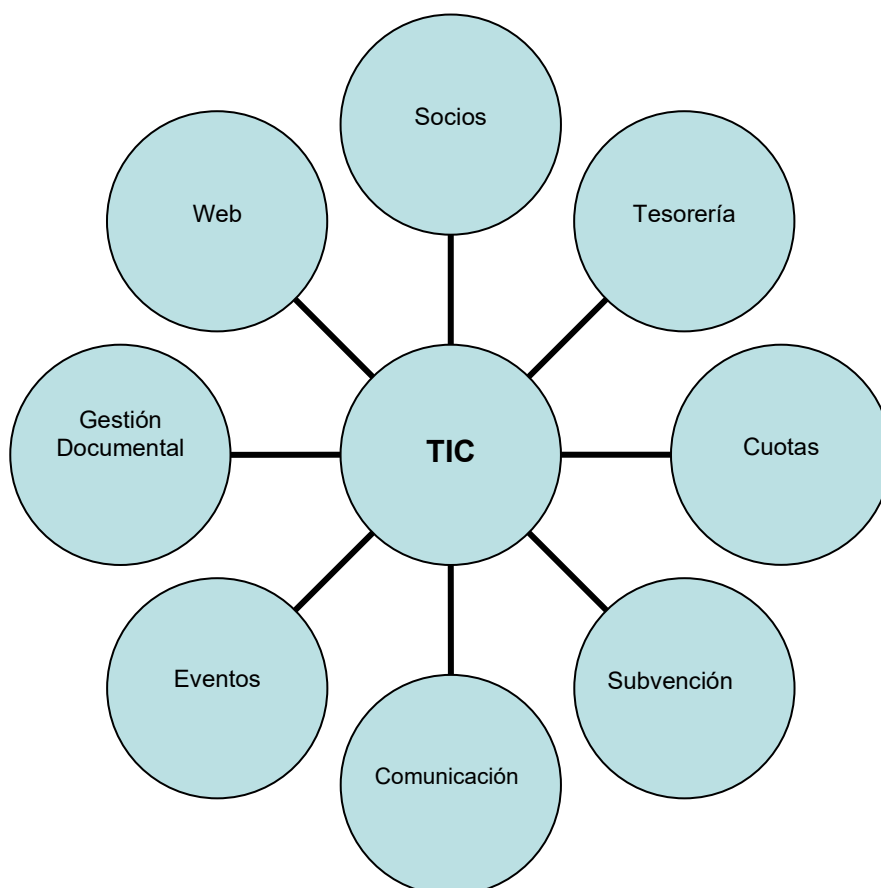 Socios
Web
Tesorería
Gestión
Documental
TIC
Cuotas
Eventos
Subvención
Comunicación